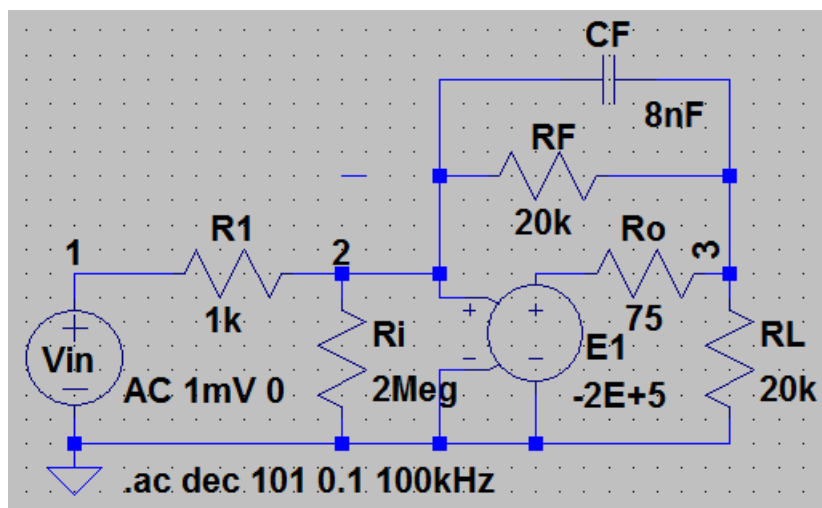 CF
8nF
RF
20k
R1
1k
1
2
Ro
75
3
Vin
AC 1mV 0
Ri
2Meg
E1
-2E+5
RL
20k
.ac dec 101 0.1 100kHz